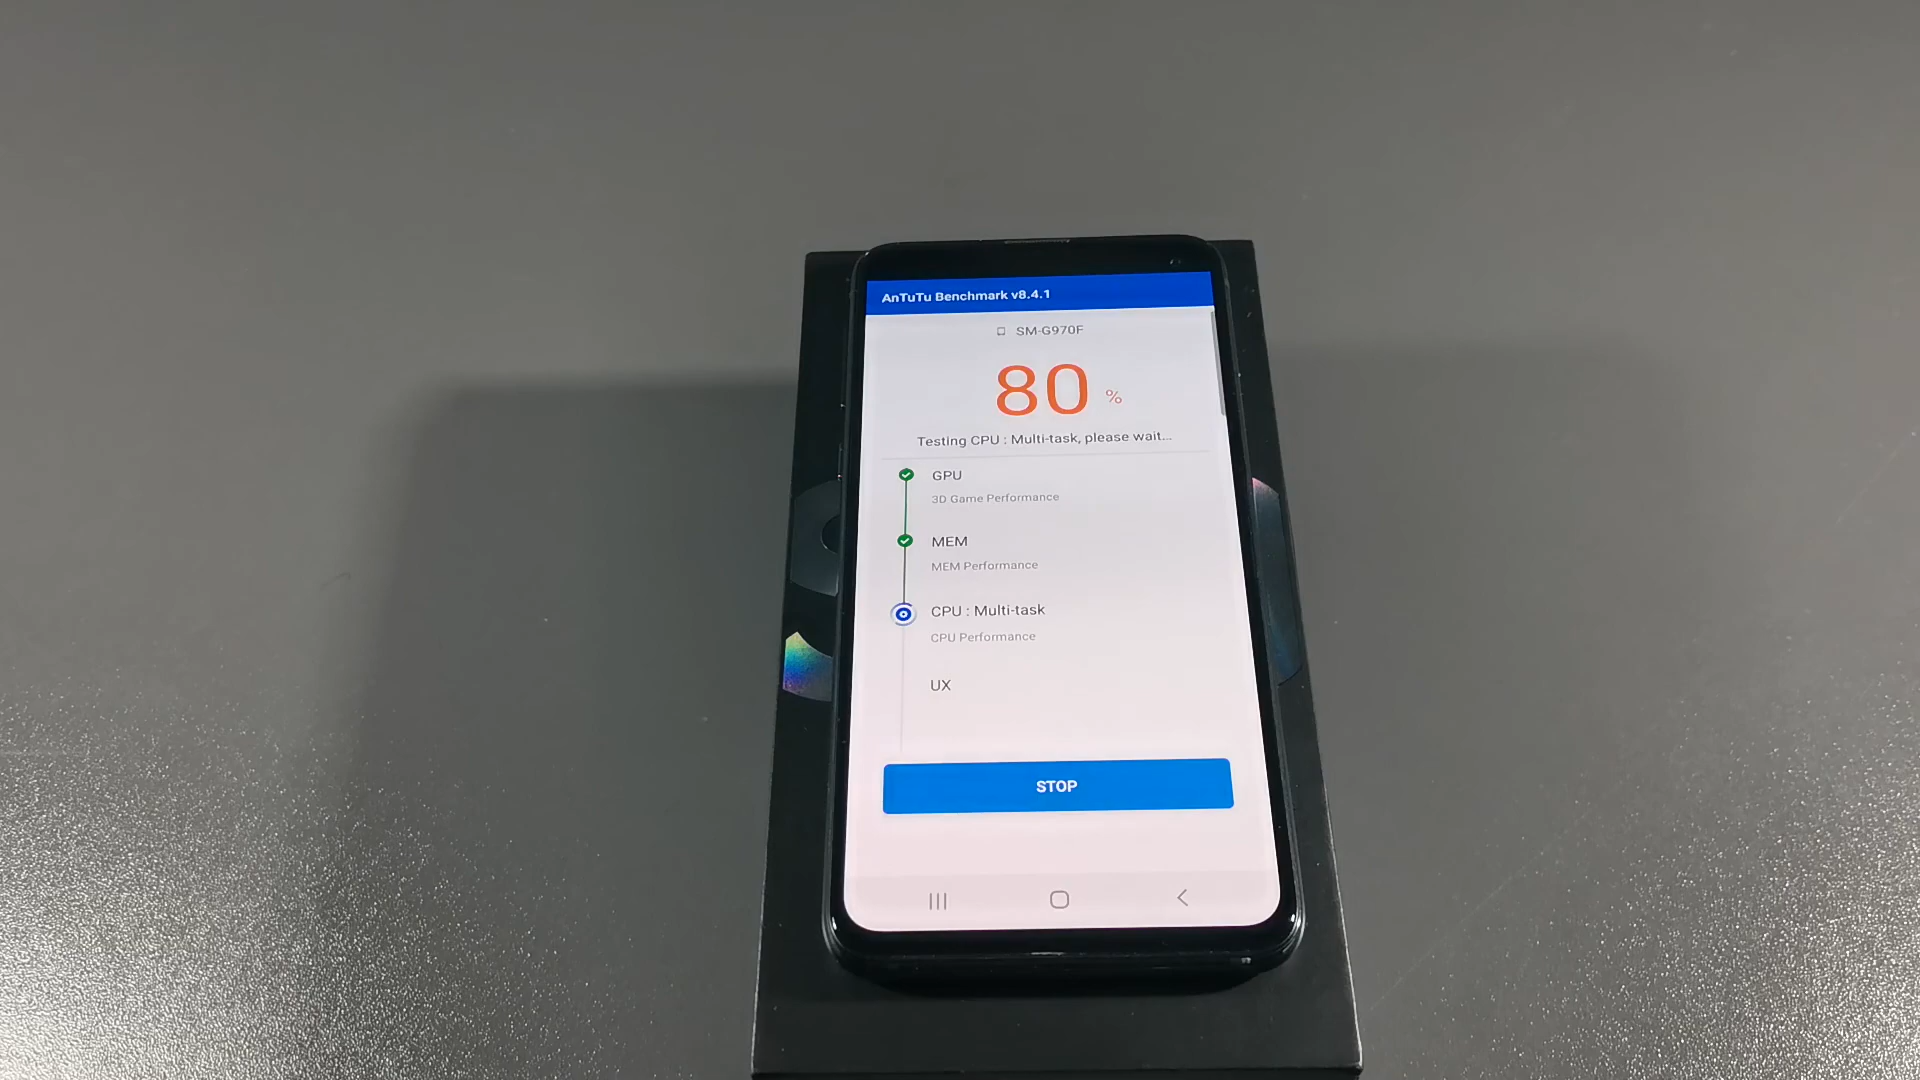 AnTuTu Benchmark v8.4.1
SM-G970F
80 %
Testing CPU : Multi-task, please wait...
GPU
3D Game Performance
MEM
MEM Performance
CPU : Multi-task
CPU Performance
UX
STOP